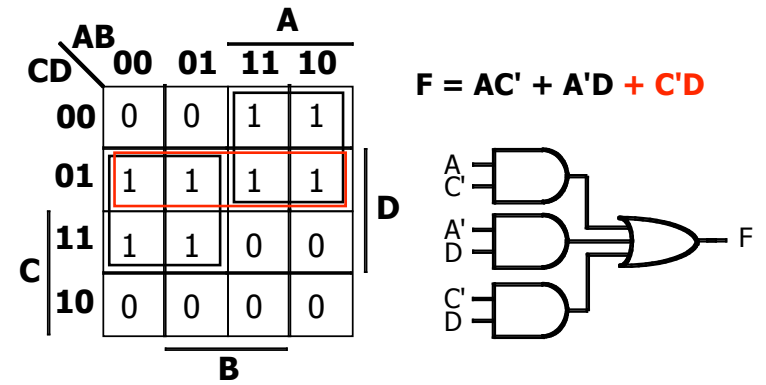 A
AB
CD
00 01 11 10
00 0 0 1 1
01 1 1 1 1
D
11 1 1 0 0
C
10 0 0 0 0
B
F = AC' + A'D + C'D
A
C'
A'
D
F
C'
D